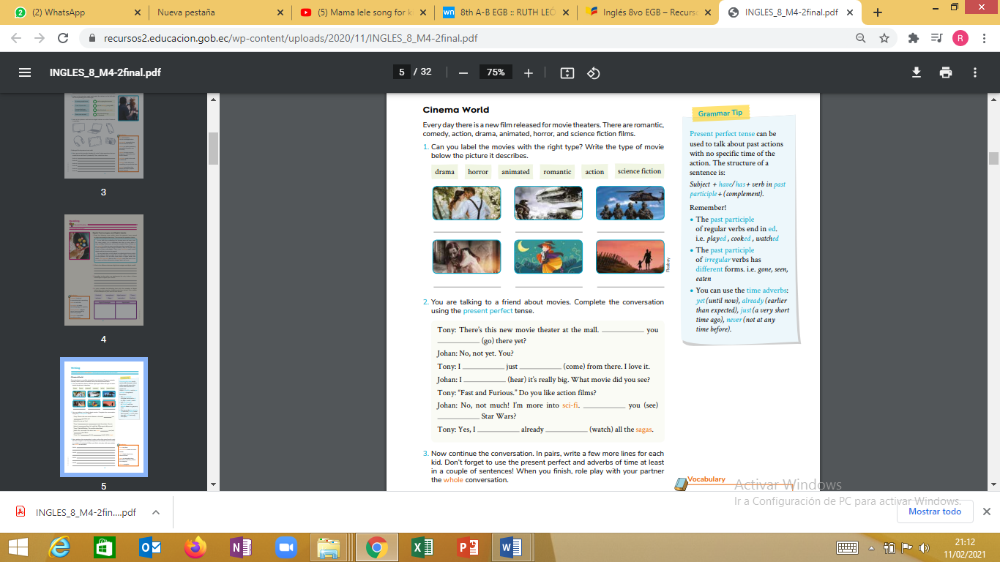 (2) WhatsApp
Nueva pestaña
(5) Mama lele song for k
8th A-B EGB :: RUTH LEÓ
Inglés 8vo EGB – Recurs
INGLES_8_M4-2final.pdf
recursos2.educacion.gob.ec/wp-content/uploads/2020/11/INGLES_8_M4-2final.pdf
R
INGLES_8_M4-2final.pdf
5 / 32
75%
3
4
5
Cinema World
Every day there is a new film released for movie theaters. There are romantic,
comedy, action, drama, animated, horror, and science fiction films.
1. Can you label the movies with the right type? Write the type of movie
below the picture it describes.
drama horror animated romantic action science fiction
Pixabay
2. You are talking to a friend about movies. Complete the conversation
using the present perfect tense.
Tony: There's this new movie theater at the mall. ____________ you
____________ (go) there yet?
Johan: No, not yet. You?
Tony: I ____________ just ____________ (come) from there. I love it.
Johan: I ____________ (hear) it's really big. What movie did you see?
Tony: “Fast and Furious.” Do you like action films?
Johan: No, not much! I'm more into sci-fi. ____________ you (see)
____________ Star Wars?
Tony: Yes, I ____________ already ____________ (watch) all the sagas.
3. Now continue the conversation. In pairs, write a few more lines for each
kid. Don't forget to use the present perfect and adverbs of time at least
in a couple of sentences! When you finish, role play with your partner
the whole conversation.
Grammar Tip
Present perfect tense can be
used to talk about past actions
with no specific time of the
action. The structure of a
sentence is:
Subject + have/has + verb in past
participle + (complement).
Remember!
• The past participle
of regular verbs end in ed.
i.e. played , cooked , watched
• The past participle
of irregular verbs has
different forms. i.e. gone, seen,
eaten
• You can use the time adverbs:
yet (until now), already (earlier
than expected), just (a very short
time ago), never (not at any
time before).
Vocabulary
Activar Windows
Ir a Configuración de PC para activar Windows.
INGLES_8_M4-2fin....pdf
Mostrar todo
21:12
11/02/2021